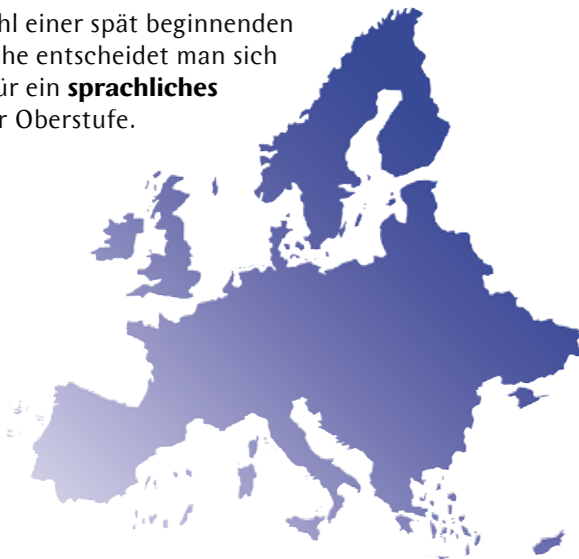 hl einer spät beginnenden
he entscheidet man sich
ür ein sprachliches
r Oberstufe.